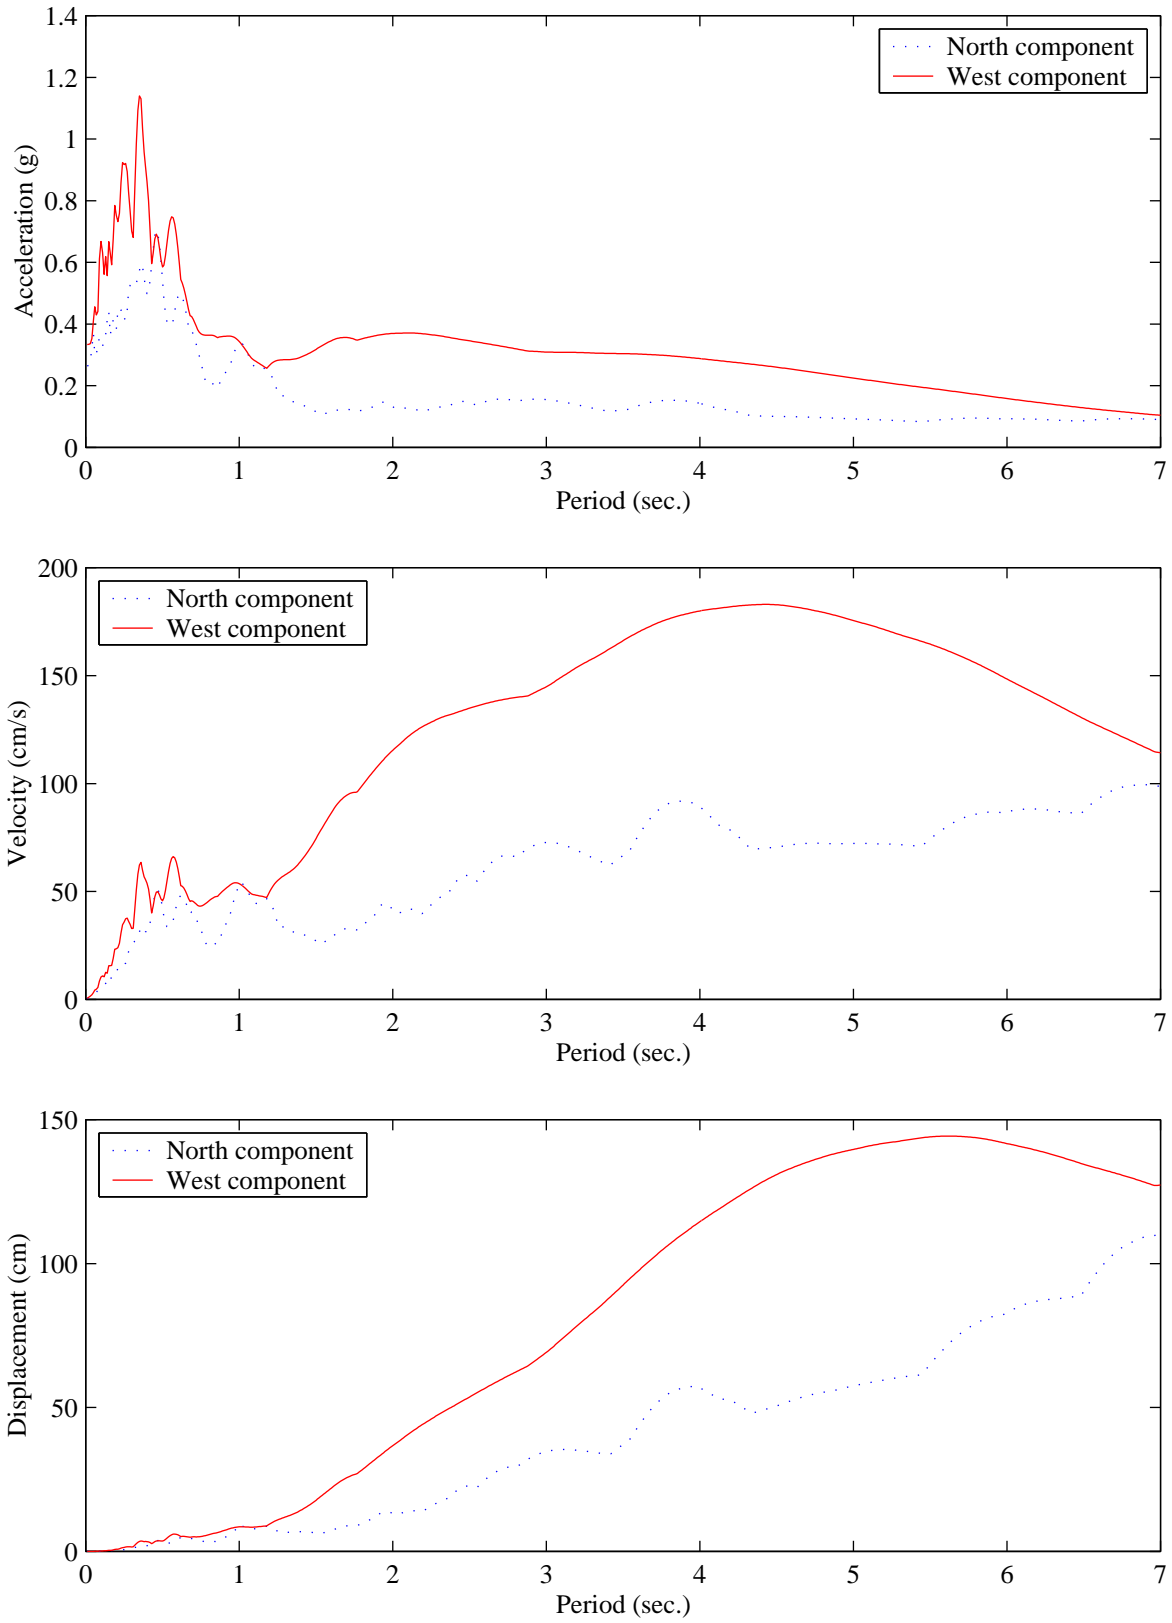 1.4
1.2
1
0.8
0.6
0.4
0.2
0
Acceleration (g)
North component
West component
0 1 2 3 4 5 6 7
Period (sec.)
200
150
100
50
0
Velocity (cm/s)
North component
West component
0 1 2 3 4 5 6 7
Period (sec.)
150
100
50
0
Displacement (cm)
North component
West component
0 1 2 3 4 5 6 7
Period (sec.)